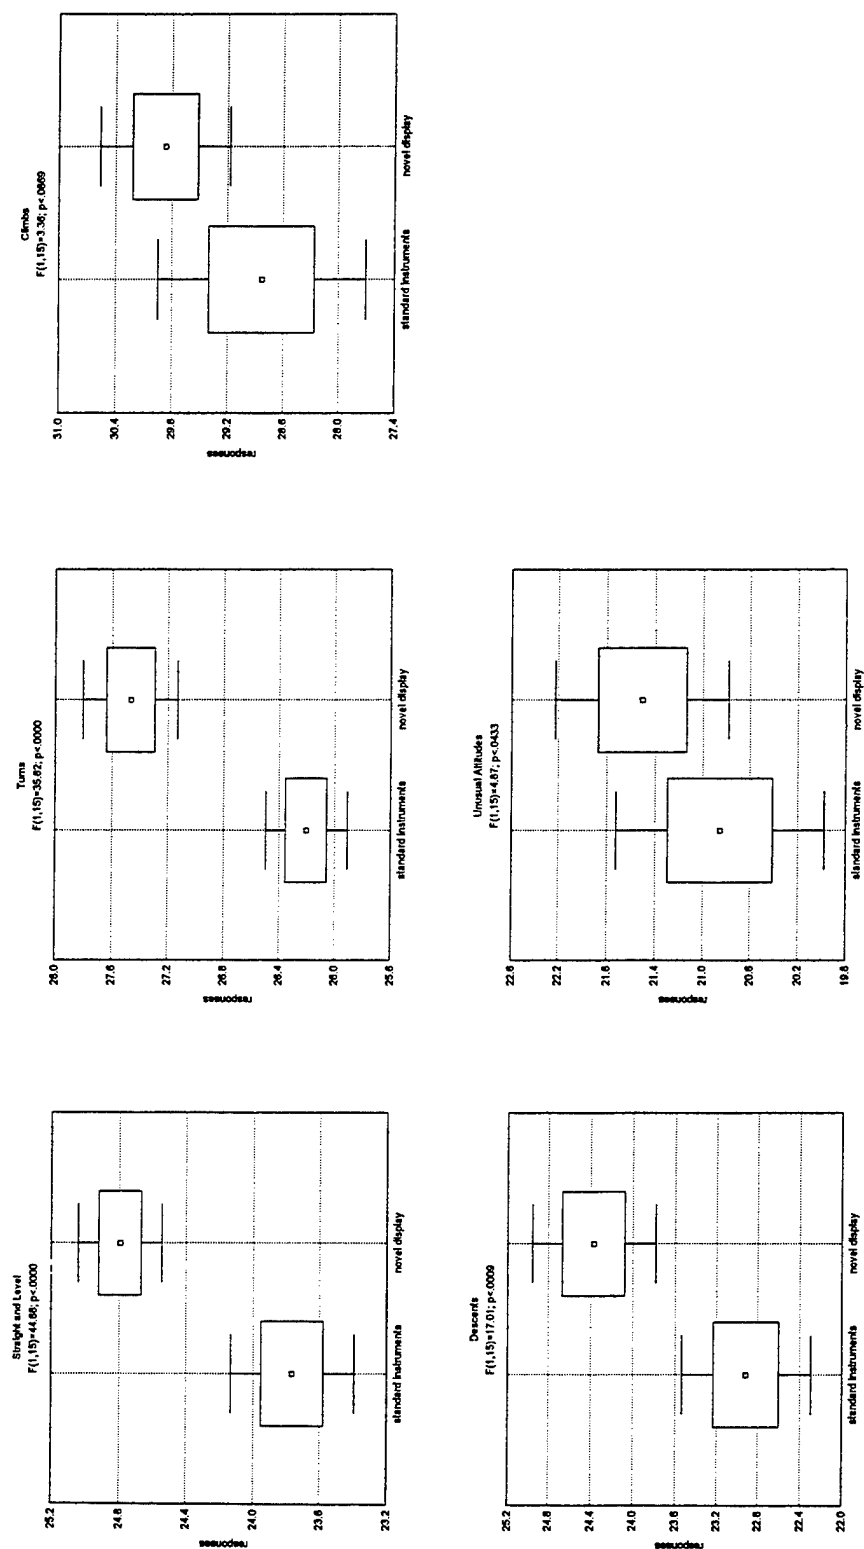 Straight and Level
F(1,15)=44.88; p<.0000
responses
25.2
24.8
24.4
24.0
23.6
23.2
standard instruments
novel display
Turns
F(1,15)=35.82; p<.0000
responses
28.0
27.6
27.2
26.8
26.4
26.0
25.6
standard instruments
novel display
Climbs
F(1,15)=3.36; p<.0869
responses
31.0
30.4
29.8
29.2
28.6
28.0
27.4
standard instruments
novel display
Descents
F(1,15)=17.01; p<.0009
responses
25.2
24.8
24.4
24.0
23.6
23.2
22.8
22.4
22.0
standard instruments
novel display
Unusual Attitudes
F(1,15)=4.87; p<.0433
responses
22.6
22.2
21.8
21.4
21.0
20.6
20.2
19.8
standard instruments
novel display